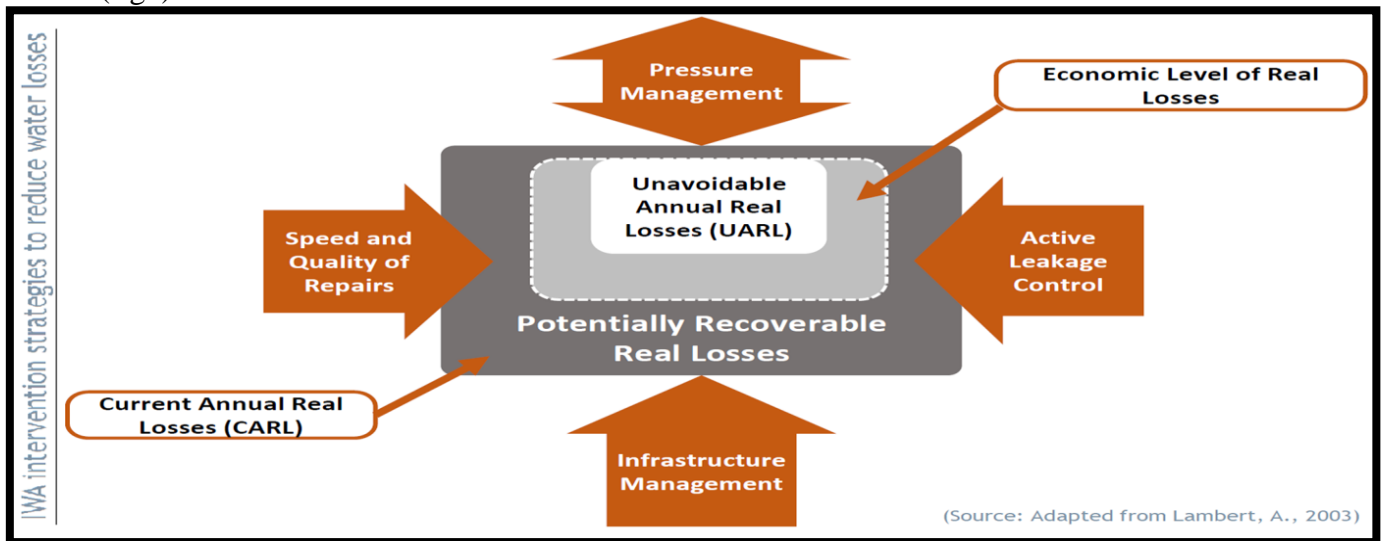 IWA intervention strategies to reduce water losses
Pressure
Management
Economic Level of Real
Losses
Unavoidable
Annual Real
Losses (UARL)
Speed and
Quality of
Repairs
Active
Leakage
Control
Potentially Recoverable
Real Losses
Current Annual Real
Losses (CARL)
Infrastructure
Management
(Source: Adapted from Lambert, A., 2003)